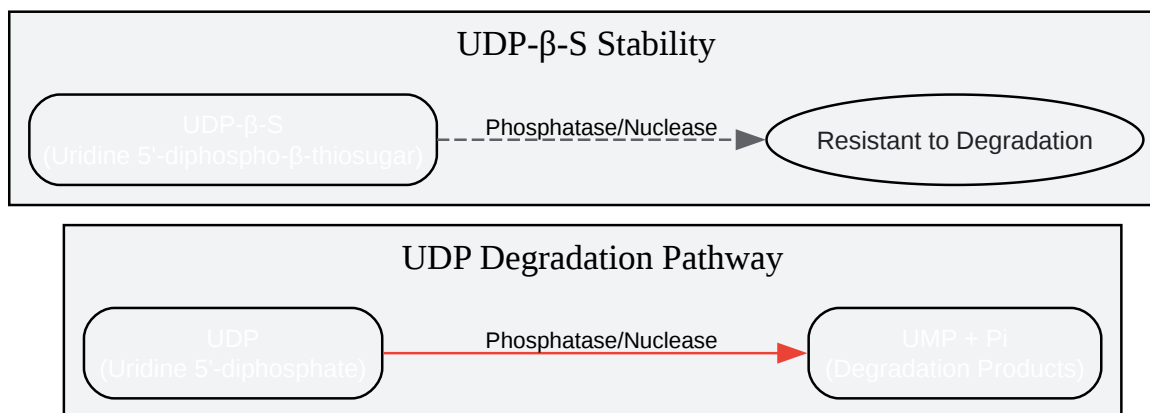 UDP-β-S Stability
UDP-β-S
(Uridine 5'-diphospho-β-thiosugar)
Phosphatase/Nuclease
Resistant to Degradation
UDP Degradation Pathway
UDP
(Uridine 5'-diphosphate)
Phosphatase/Nuclease
UMP + Pi
(Degradation Products)